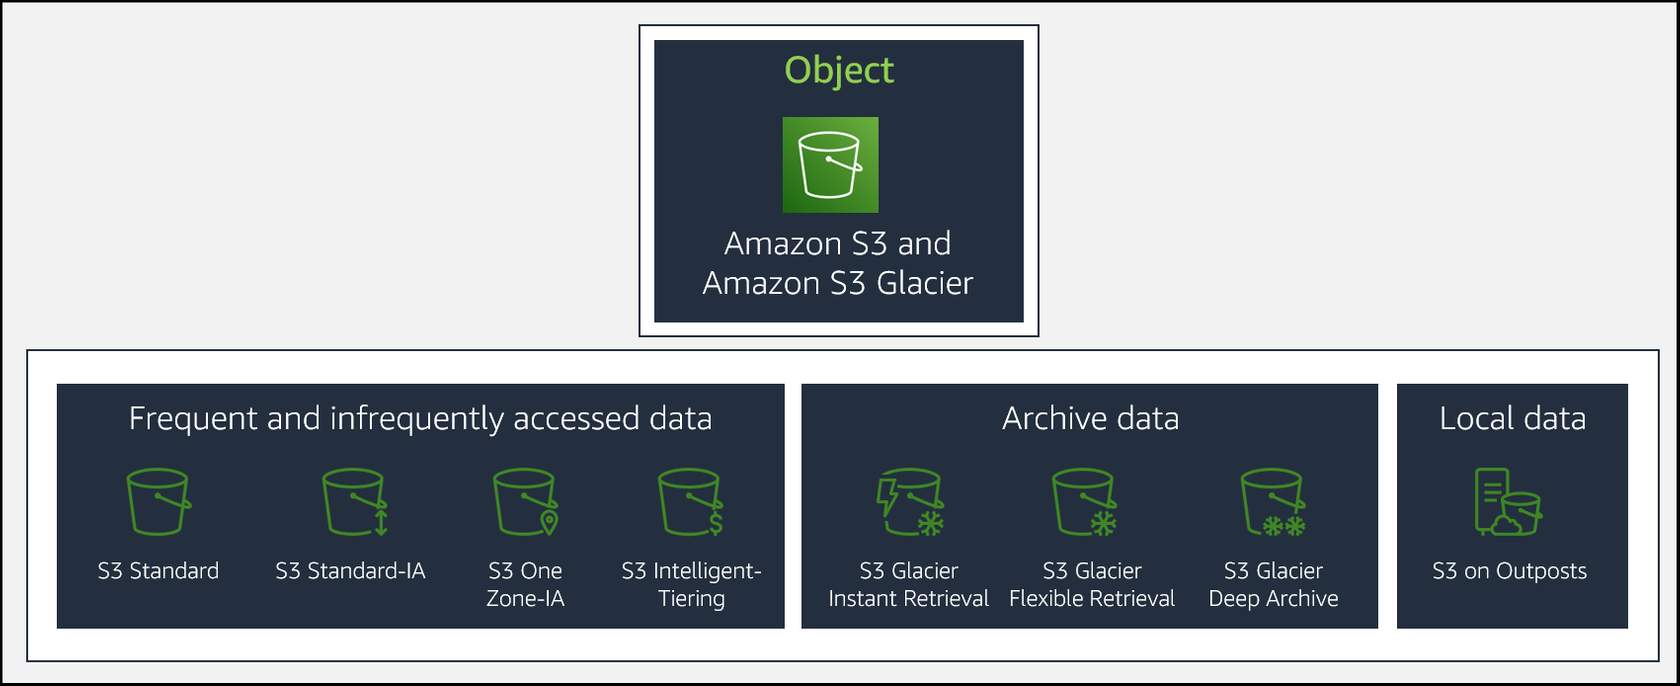 Object
Amazon S3 and
Amazon S3 Glacier
Frequent and infrequently accessed data
S3 Standard
S3 Standard-IA
S3 One
Zone-IA
S3 Intelligent-
Tiering
Archive data
S3 Glacier
Instant Retrieval
S3 Glacier
Flexible Retrieval
S3 Glacier
Deep Archive
Local data
S3 on Outposts